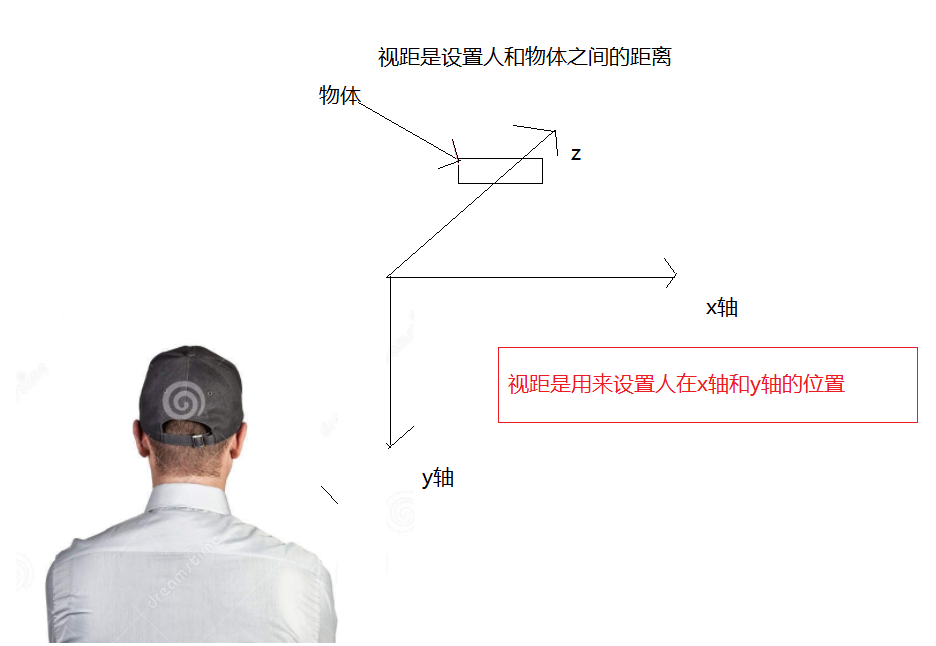 视距是设置人和物体之间的距离
物体
z
x轴
视距是用来设置人在x轴和y轴的位置
y轴
dreamstime